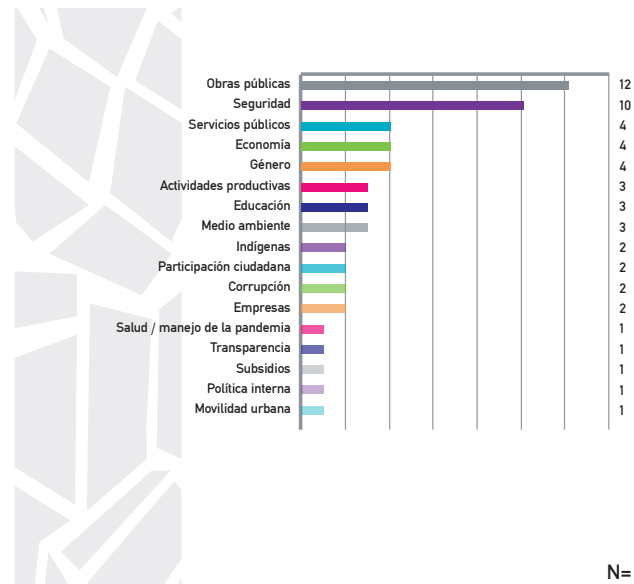 Obras públicas 12
Seguridad 10
Servicios públicos 4
Economía 4
Género 4
Actividades productivas 3
Educación 3
Medio ambiente 3
Indígenas 2
Participación ciudadana 2
Corrupción 2
Empresas 2
Salud / manejo de la pandemia 1
Transparencia 1
Subsidios 1
Política interna 1
Movilidad urbana 1
N=